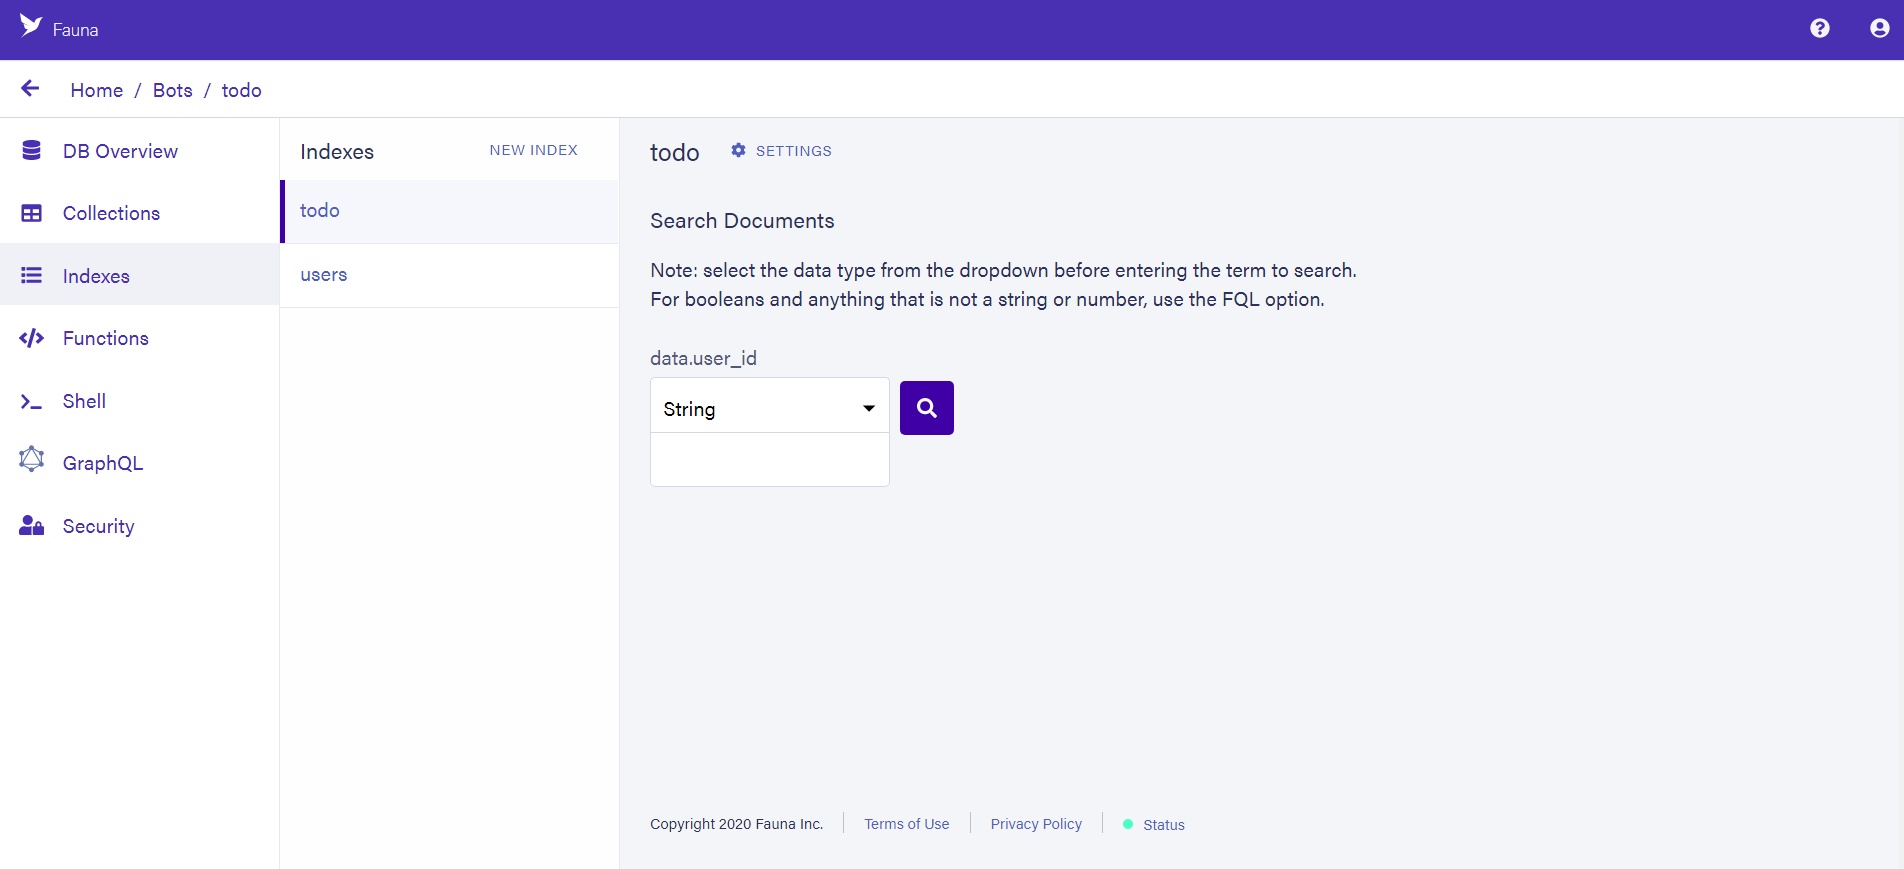 Fauna
Home / Bots / todo
DB Overview
Collections
Indexes
Functions
Shell
GraphQL
Security
Indexes
NEW INDEX
todo
users
todo
SETTINGS
Search Documents
Note: select the data type from the dropdown before entering the term to search.
For booleans and anything that is not a string or number, use the FQL option.
data.user_id
String
Copyright 2020 Fauna Inc.
Terms of Use
Privacy Policy
Status